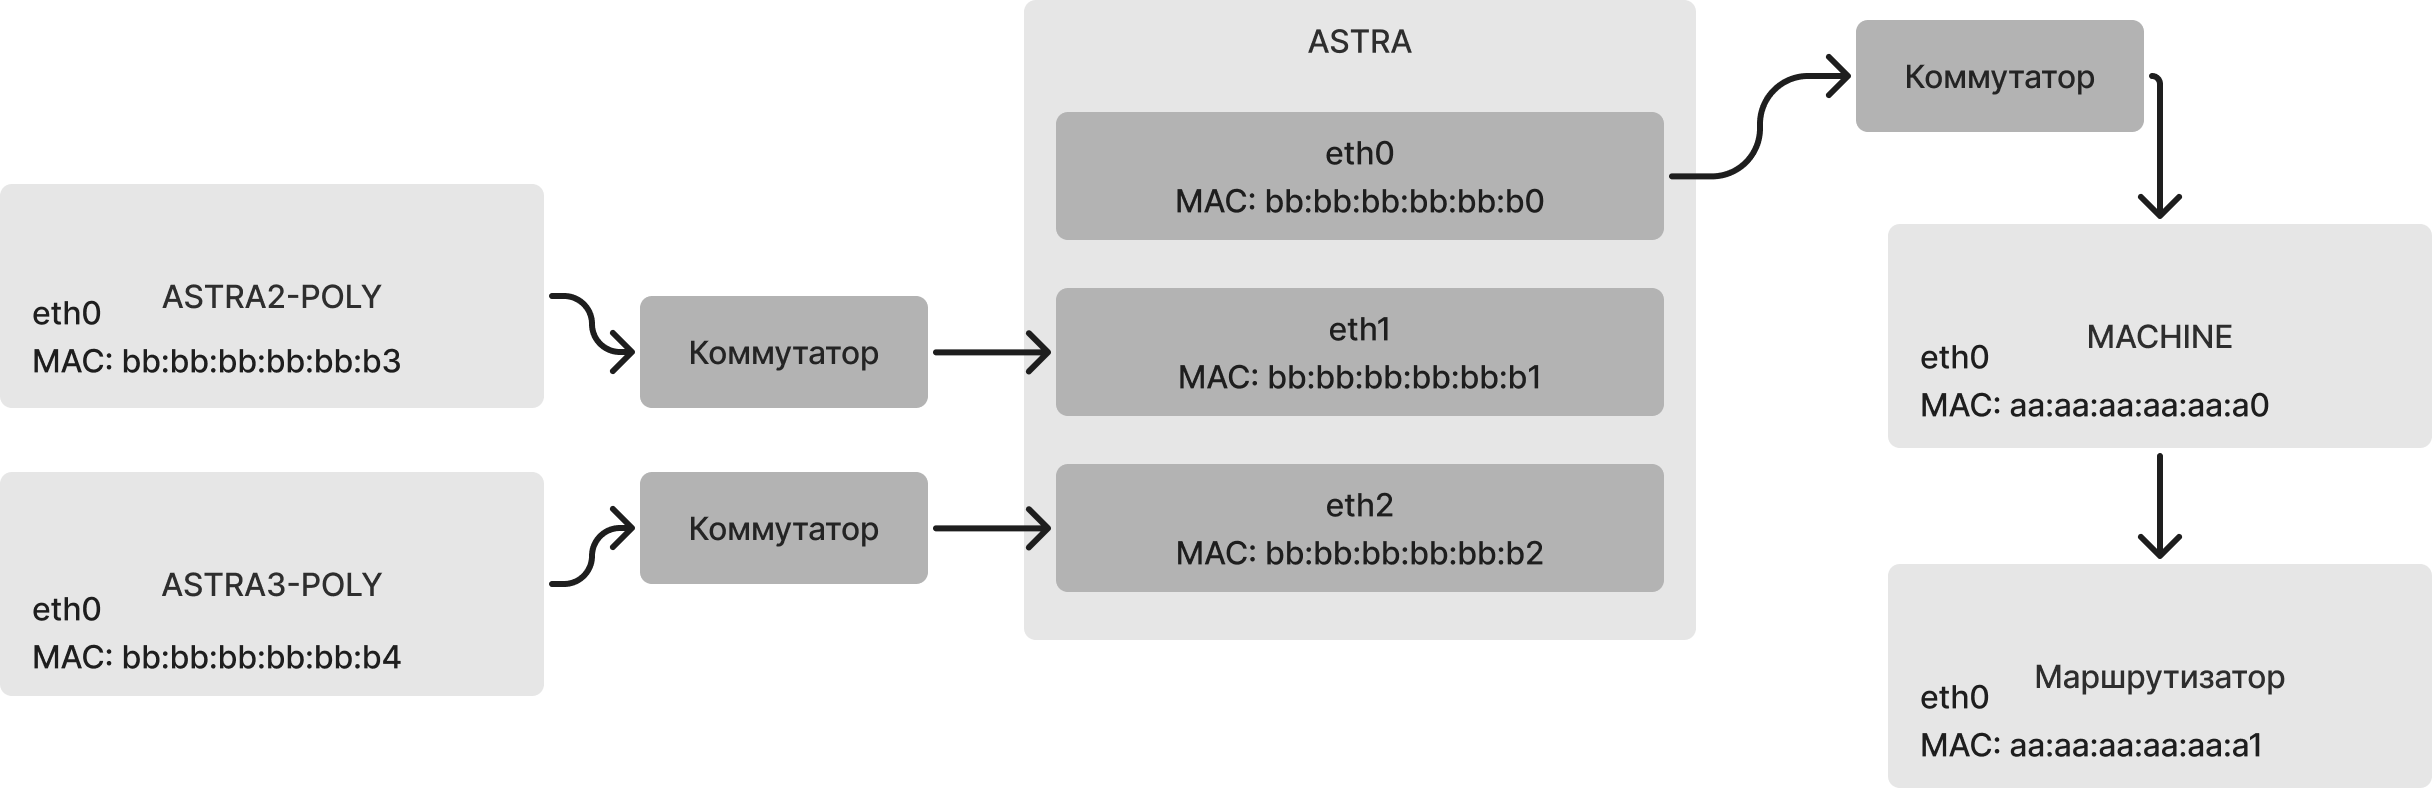 ASTRA2-POLY
eth0
MAC: bb:bb:bb:bb:bb:b3
ASTRA3-POLY
eth0
MAC: bb:bb:bb:bb:bb:b4
Коммутатор
Коммутатор
ASTRA
eth0
MAC: bb:bb:bb:bb:bb:b0
eth1
MAC: bb:bb:bb:bb:bb:b1
eth2
MAC: bb:bb:bb:bb:bb:b2
Коммутатор
MACHINE
eth0
MAC: aa:aa:aa:aa:aa:a0
Маршрутизатор
eth0
MAC: aa:aa:aa:aa:aa:a1